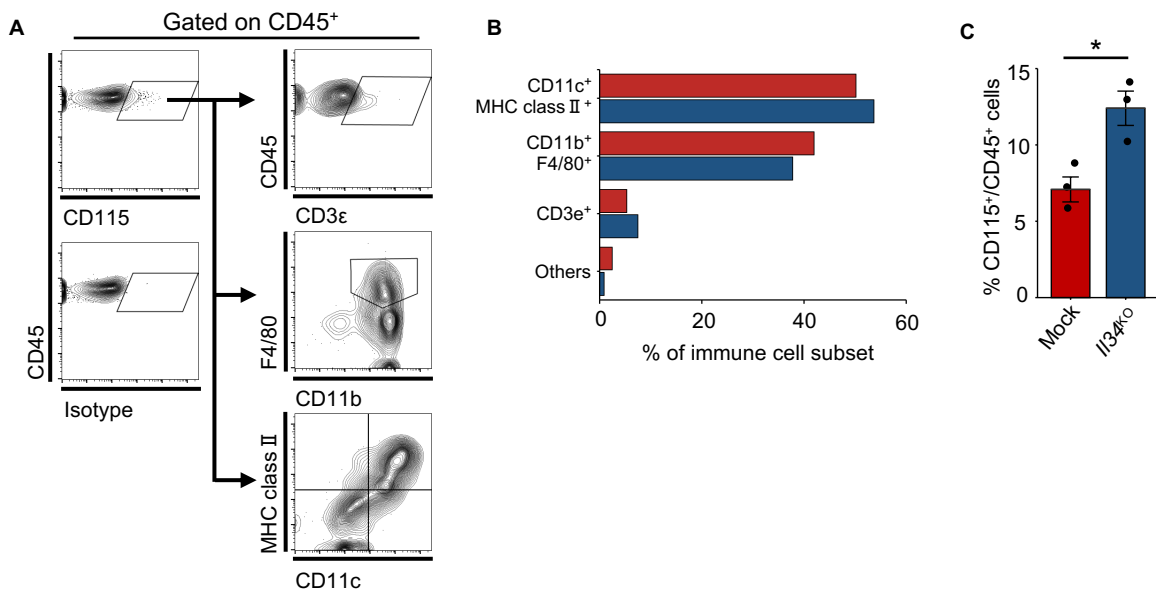 A
Gated on CD45⁺
CD45
CD115
CD45
Isotype
CD45
CD3ε
F4/80
CD11b
MHC class Ⅱ
CD11c
B
CD11c⁺
MHC class Ⅱ⁺
CD11b⁺
F4/80⁺
CD3e⁺
Others
0 20 40 60
% of immune cell subset
C
*
% CD115⁺/CD45⁺ cells
15
10
5
0
Mock
Il34ᴷᴼ